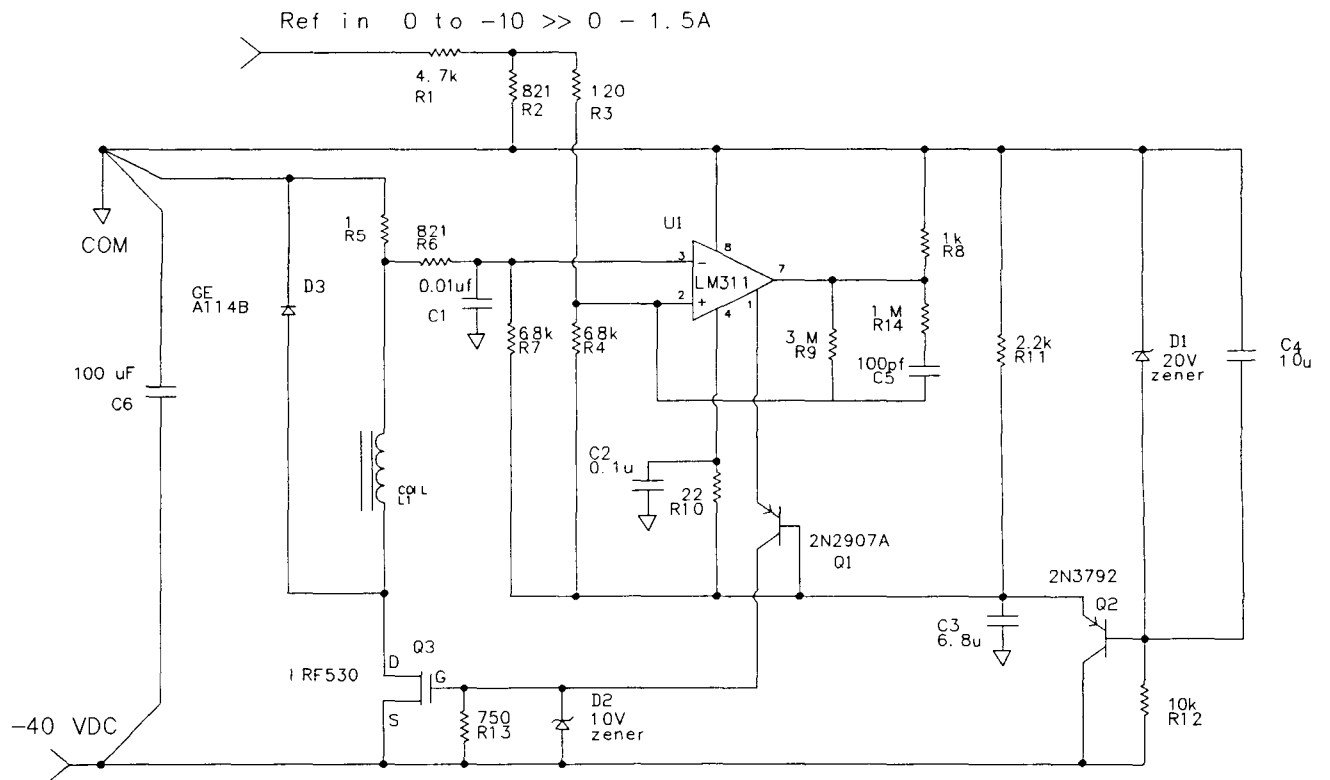 Ref in 0 to -10 >> 0 - 1.5A
4.7k
R1
821
R2
120
R3
COM
1
R5
821
R6
0.01uf
C1
U1
3
-
2
+
LM311
8
7
4
1
1k
R8
GE
A114B
D3
68k
R7
68k
R4
3 M
R9
1 M
R14
100pf
C5
2.2k
R11
D1
20V
zener
C4
10u
100 uF
C6
COIL
L1
C2
0.1u
22
R10
2N2907A
Q1
2N3792
Q2
C3
6.8u
Q3
D
G
S
IRF530
-40 VDC
750
R13
D2
10V
zener
10k
R12